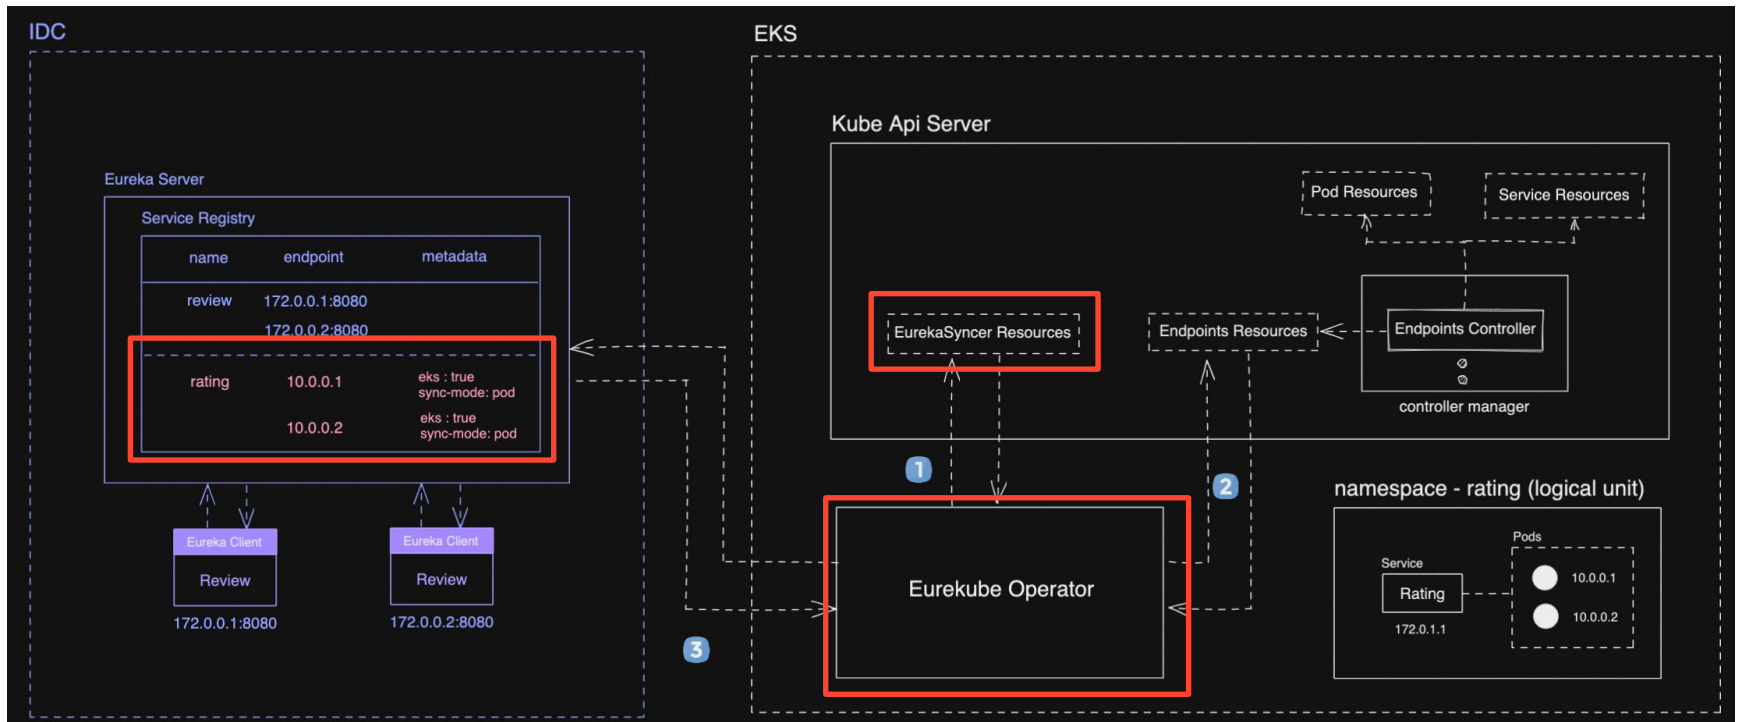 IDC
Eureka Server
Service Registry
name endpoint metadata
review 172.0.0.1:8080
172.0.0.2:8080
rating 10.0.0.1 eks : true
sync-mode: pod
10.0.0.2 eks : true
sync-mode: pod
Eureka Client
Review
172.0.0.1:8080
Eureka Client
Review
172.0.0.2:8080
3
EKS
Kube Api Server
Pod Resources
Service Resources
EurekaSyncer Resources
Endpoints Resources
Endpoints Controller
controller manager
1
2
Eurekube Operator
namespace - rating (logical unit)
Service
Rating
172.0.1.1
Pods
10.0.0.1
10.0.0.2